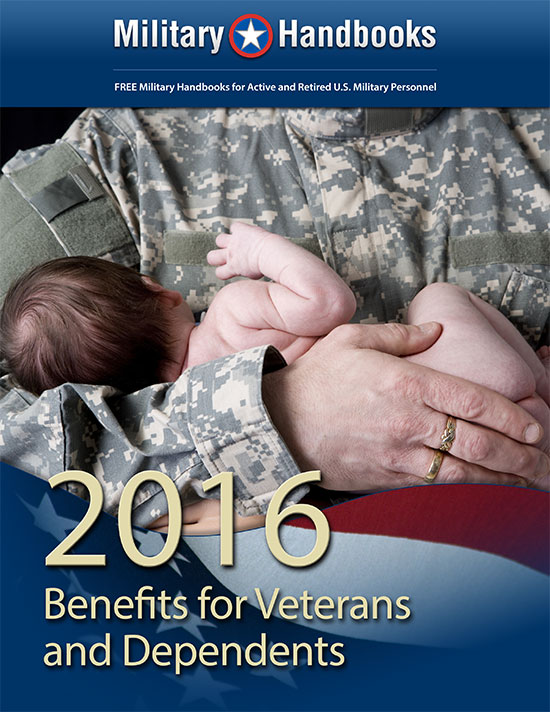 Military Handbooks
FREE Military Handbooks for Active and Retired U.S. Military Personnel
2016
Benefits for Veterans
and Dependents